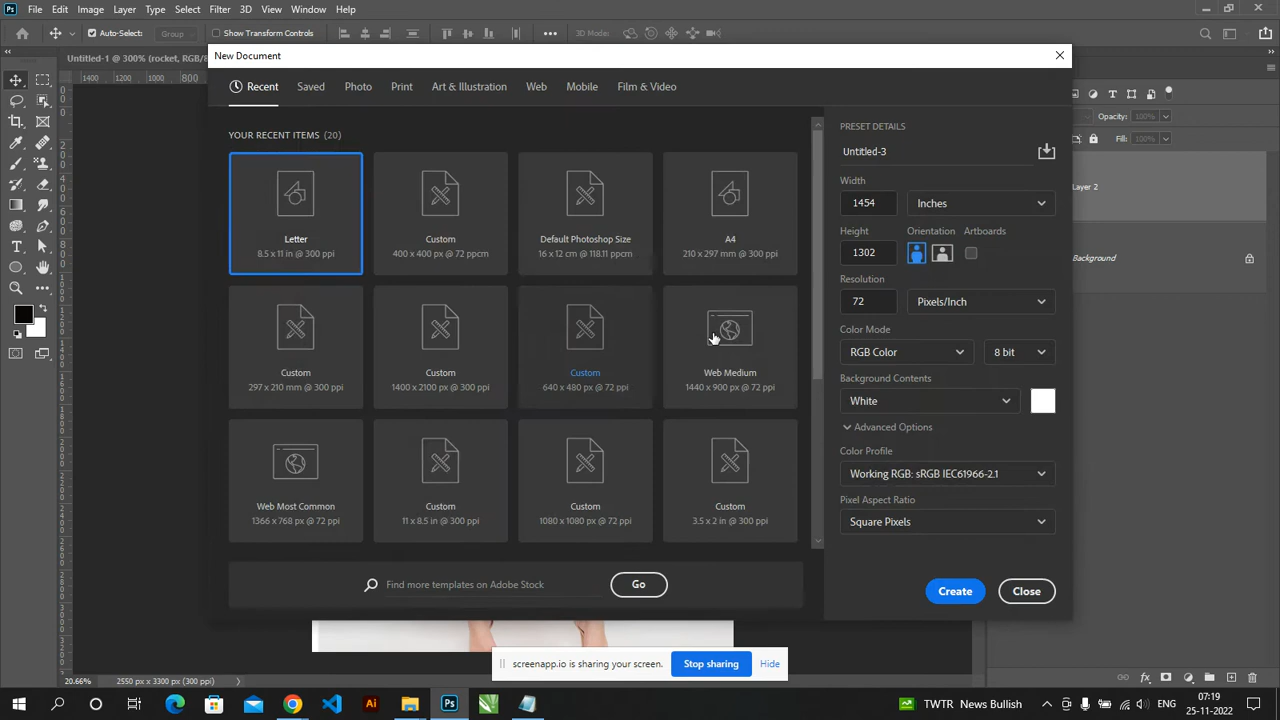 Ps File Edit Image Layer Type Select Filter 3D View Window Help
Auto-Select: Group Show Transform Controls 3D Mode:
Untitled-1 @ 300% (rocket, RGB/8
1400 1200 1000 800
New Document
Recent Saved Photo Print Art & Illustration Web Mobile Film & Video
YOUR RECENT ITEMS (20)
Letter
8.5 x 11 in @ 300 ppi
Custom
400 x 400 px @ 72 ppcm
Default Photoshop Size
16 x 12 cm @ 118.11 ppcm
A4
210 x 297 mm @ 300 ppi
Custom
297 x 210 mm @ 300 ppi
Custom
1400 x 2100 px @ 300 ppi
Custom
640 x 480 px @ 72 ppi
Web Medium
1440 x 900 px @ 72 ppi
Web Most Common
1366 x 768 px @ 72 ppi
Custom
11 x 8.5 in @ 300 ppi
Custom
1080 x 1080 px @ 72 ppi
Custom
3.5 x 2 in @ 300 ppi
Find more templates on Adobe Stock Go
PRESET DETAILS
Untitled-3
Width
1454 Inches
Height Orientation Artboards
1302
Resolution
72 Pixels/Inch
Color Mode
RGB Color 8 bit
Background Contents
White
Advanced Options
Color Profile
Working RGB: sRGB IEC61966-2.1
Pixel Aspect Ratio
Square Pixels
Create Close
Opacity: 100%
Fill: 100%
Layer 2
Background
screenapp.io is sharing your screen. Stop sharing Hide
20.66% 2550 px x 3300 px (300 ppi)
Ai Ps
TWTR News Bullish
ENG
07:19
25-11-2022